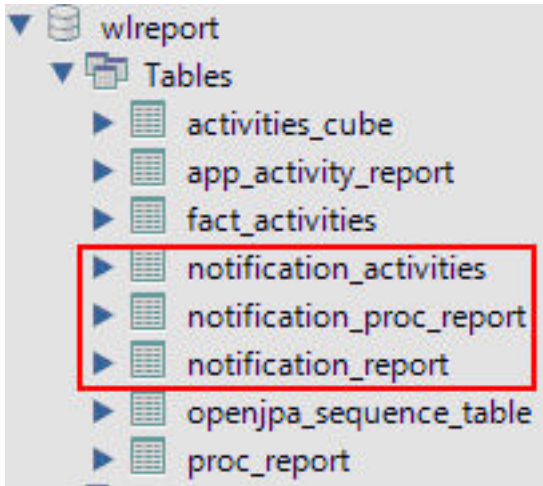 wlreport
Tables
activities_cube
app_activity_report
fact_activities
notification_activities
notification_proc_report
notification_report
openjpa_sequence_table
proc_report